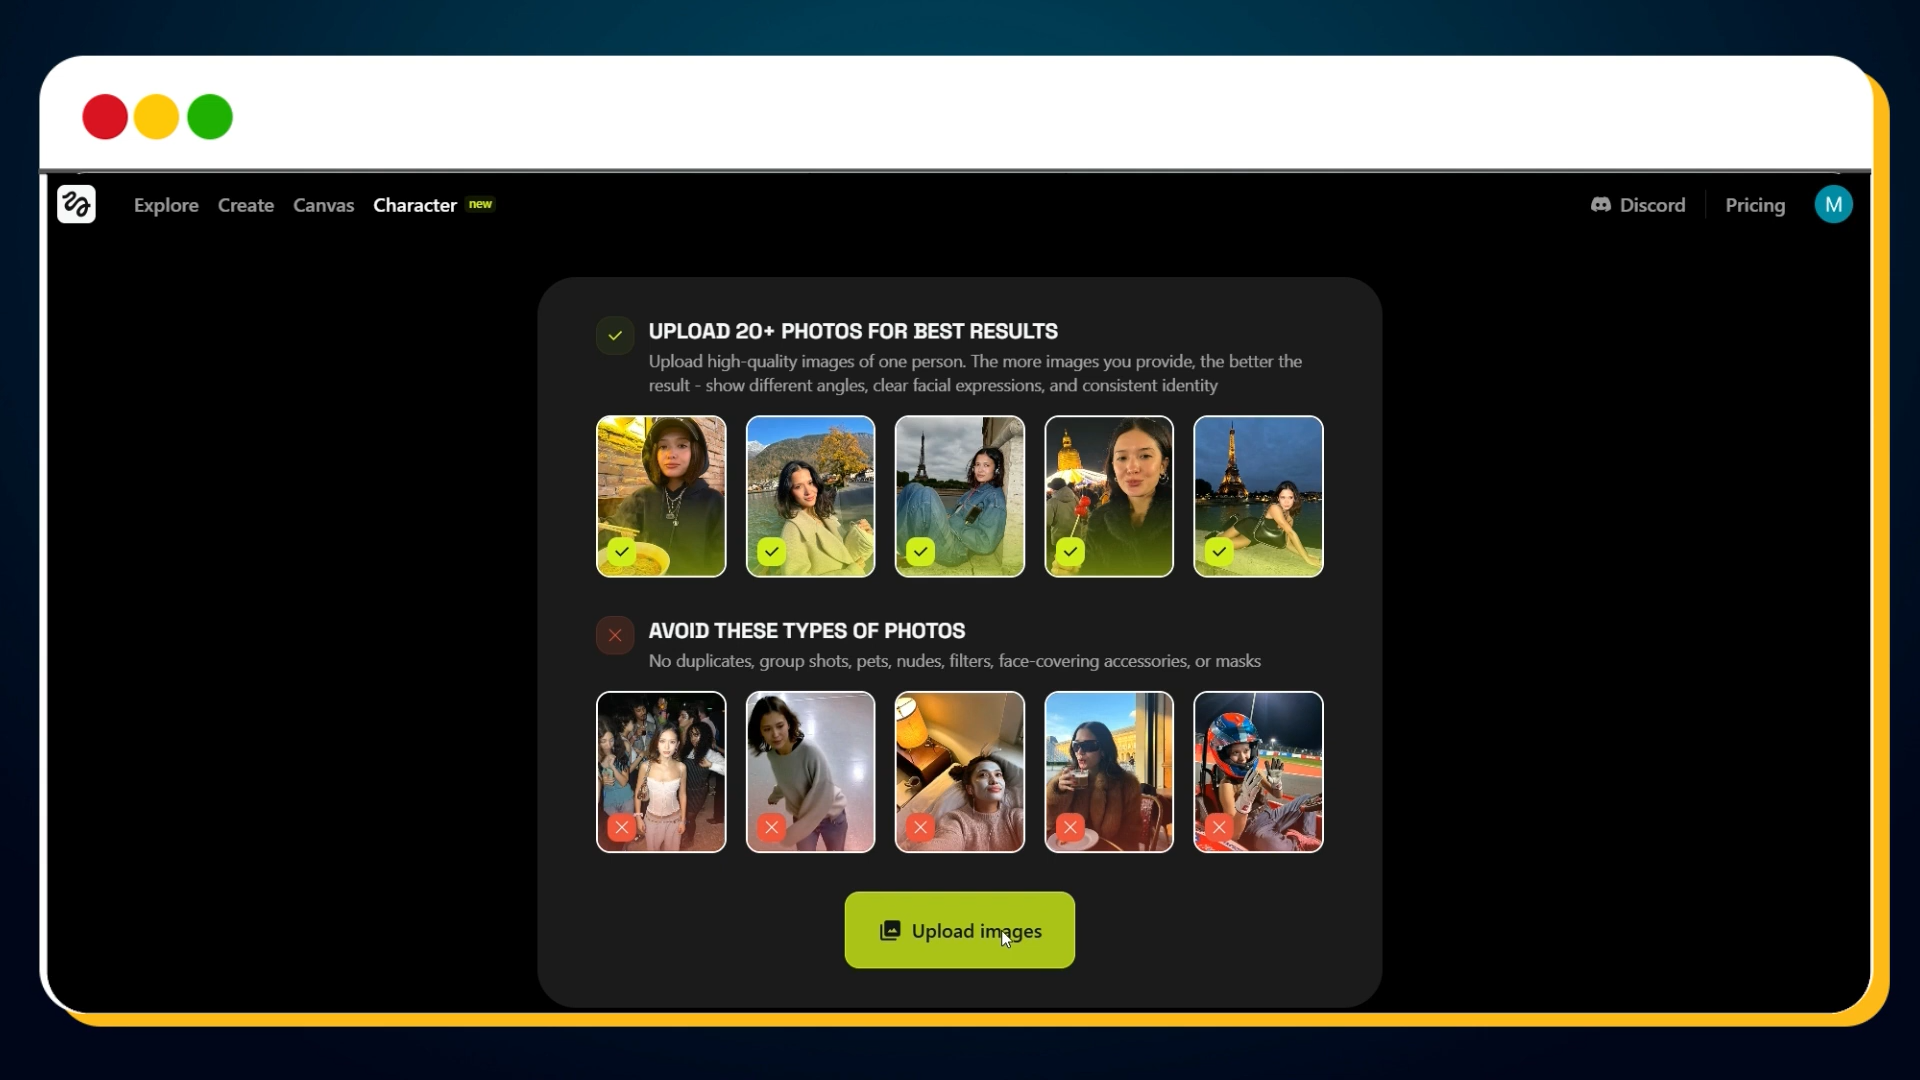 Explore Create Canvas Character new Discord Pricing M
UPLOAD 20+ PHOTOS FOR BEST RESULTS
Upload high-quality images of one person. The more images you provide, the better the
result - show different angles, clear facial expressions, and consistent identity
AVOID THESE TYPES OF PHOTOS
No duplicates, group shots, pets, nudes, filters, face-covering accessories, or masks
Upload images